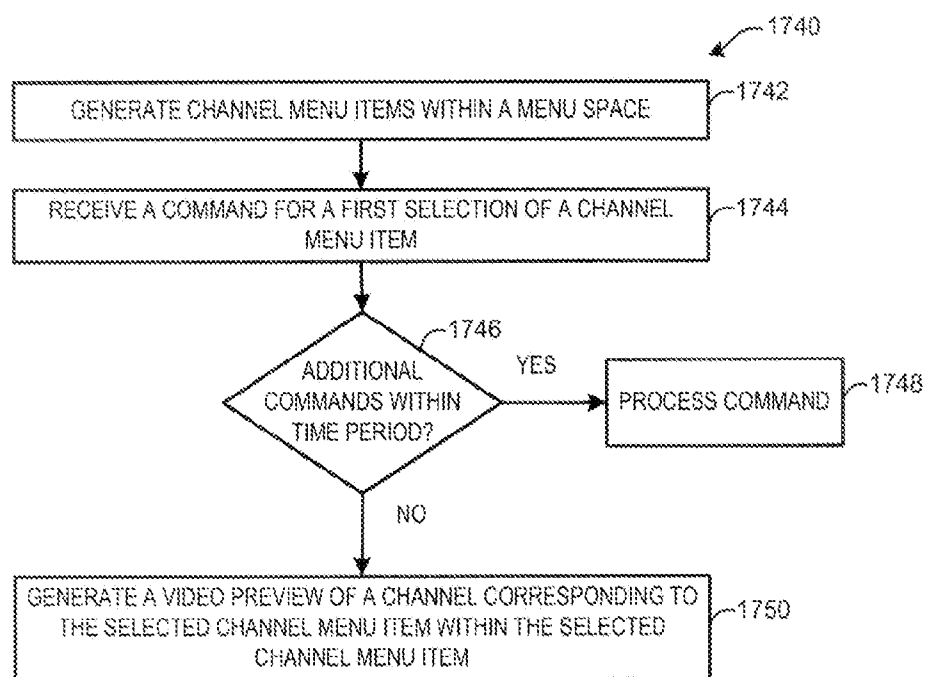 1740
GENERATE CHANNEL MENU ITEMS WITHIN A MENU SPACE
1742
RECEIVE A COMMAND FOR A FIRST SELECTION OF A CHANNEL
MENU ITEM
1744
1746
ADDITIONAL
COMMANDS WITHIN
TIME PERIOD?
YES
PROCESS COMMAND
1748
NO
GENERATE A VIDEO PREVIEW OF A CHANNEL CORRESPONDING TO
THE SELECTED CHANNEL MENU ITEM WITHIN THE SELECTED
CHANNEL MENU ITEM
1750